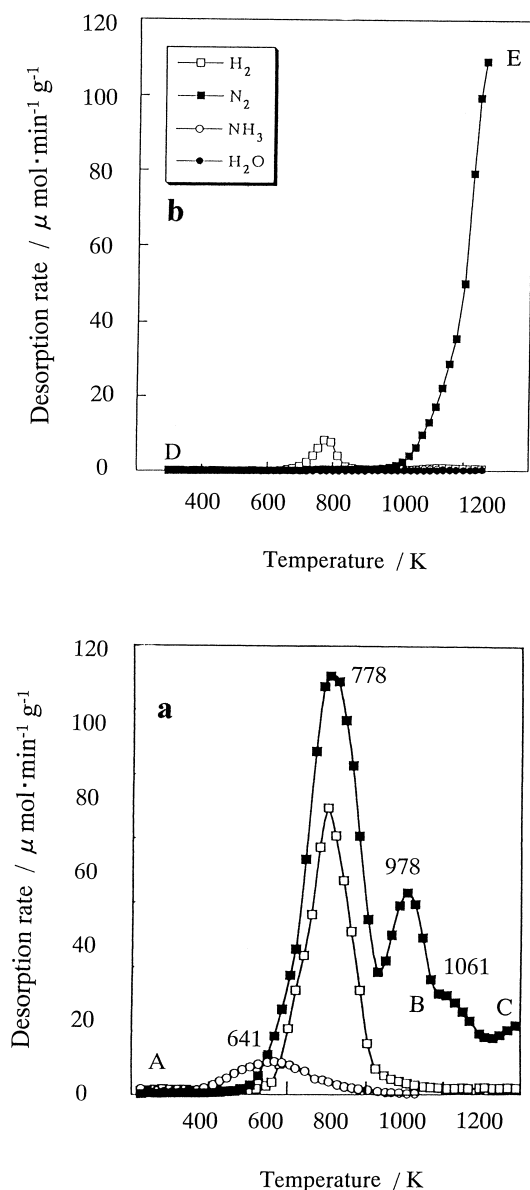 120
100
80
60
40
20
0
Desorption rate / μ mol·min⁻¹ g⁻¹
H₂
N₂
NH₃
H₂O
b
E
D
400 600 800 1000 1200
Temperature / K
120
100
80
60
40
20
0
Desorption rate / μ mol·min⁻¹ g⁻¹
a
778
978
1061
B C
641
A
400 600 800 1000 1200
Temperature / K